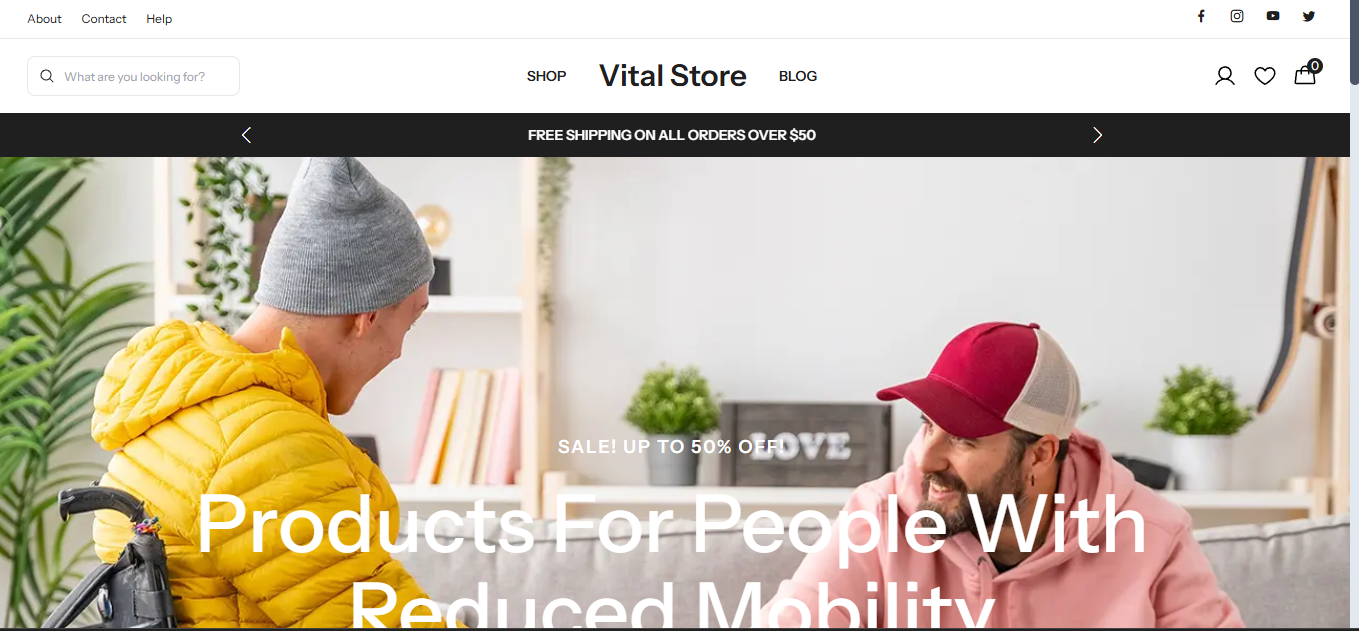 About Contact Help
What are you looking for?
SHOP Vital Store BLOG
0
FREE SHIPPING ON ALL ORDERS OVER $50
SALE! UP TO 50% OFF!
LOVE
Products For People With
Reduced Mobility